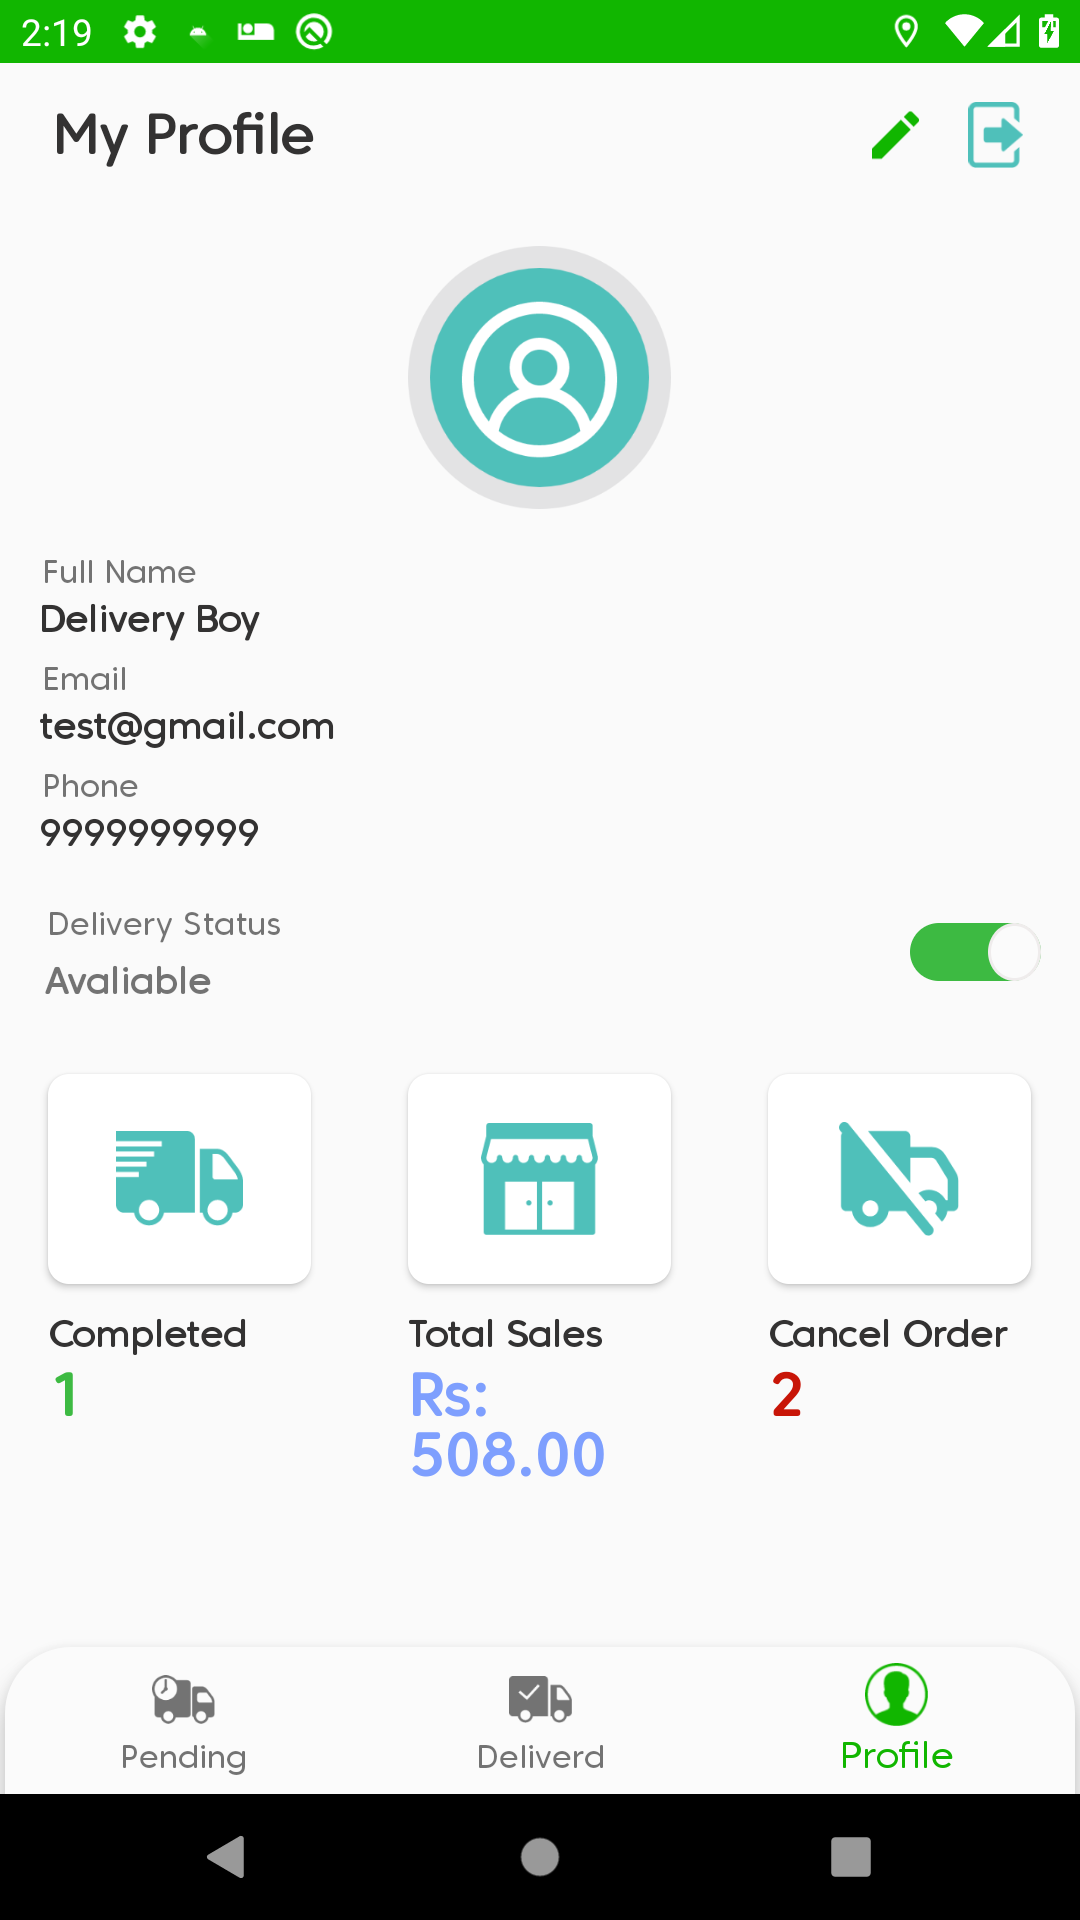 2:19
My Profile
Full Name
Delivery Boy
Email
test@gmail.com
Phone
9999999999
Delivery Status
Avaliable
Completed
1
Total Sales
Rs:
508.00
Cancel Order
2
Pending
Deliverd
Profile